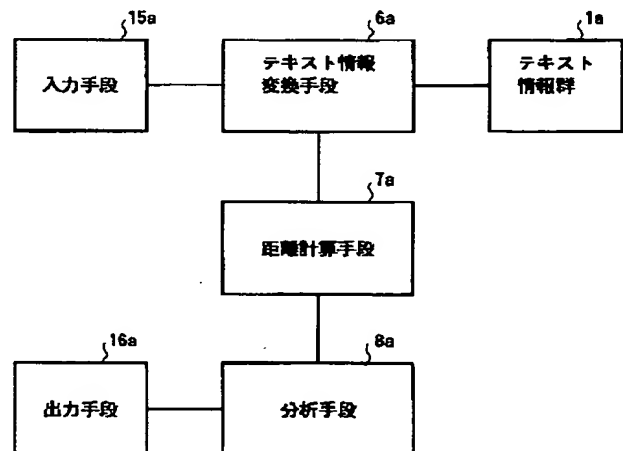 15a
6a
1a
入力手段
テキスト情報
変換手段
テキスト
情報群
7a
距離計算手段
16a
8a
出力手段
分析手段